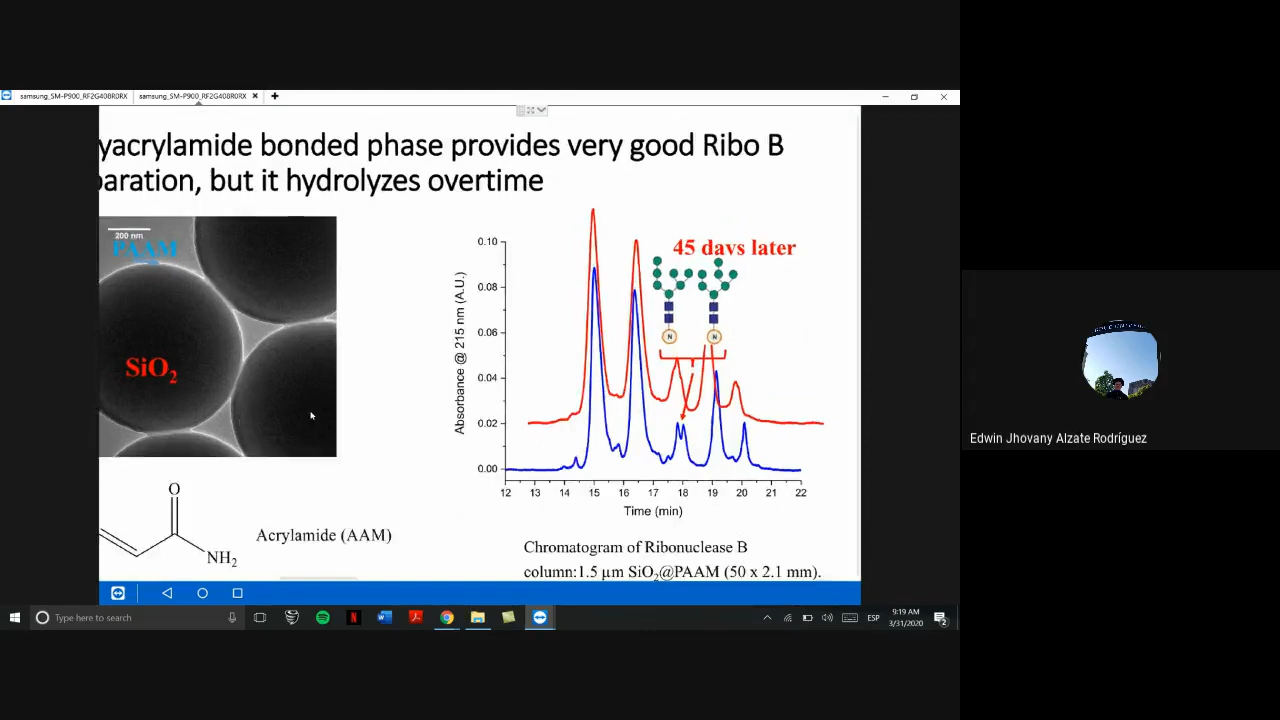 samsung_SM-P900_RF2G408R0RX
samsung_SM-P900_RF2G408R0RX
yacrylamide bonded phase provides very good Ribo B
paration, but it hydrolyzes overtime
200 nm
PAAM
SiO2
45 days later
N
N
Absorbance @ 215 nm (A.U.)
0.10
0.08
0.06
0.04
0.02
0.00
12 13 14 15 16 17 18 19 20 21 22
Time (min)
O
NH2
Acrylamide (AAM)
Chromatogram of Ribonuclease B
column:1.5 µm SiO2@PAAM (50 x 2.1 mm).
Edwin Jhovany Alzate Rodríguez
Type here to search
ESP
9:19 AM
3/31/2020
2